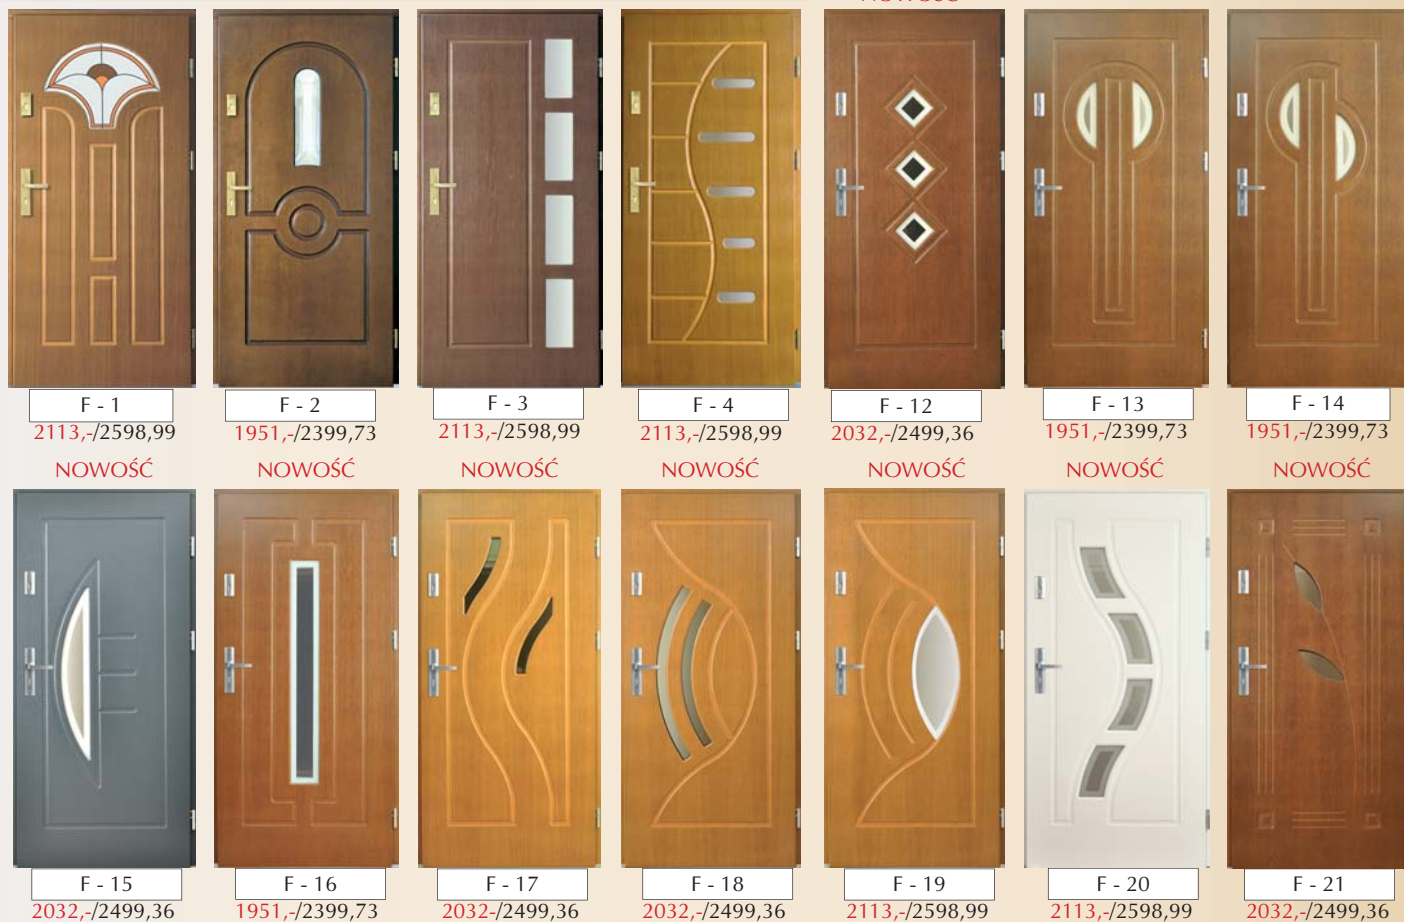 NOWOŚĆ
F - 1 F - 2 F - 3 F - 4 F - 12 F - 13 F - 14
2113,-/2598,99 1951,-/2399,73 2113,-/2598,99 2113,-/2598,99 2032,-/2499,36 1951,-/2399,73 1951,-/2399,73
NOWOŚĆ NOWOŚĆ NOWOŚĆ NOWOŚĆ NOWOŚĆ NOWOŚĆ NOWOŚĆ
F - 15 F - 16 F - 17 F - 18 F - 19 F - 20 F - 21
2032,-/2499,36 1951,-/2399,73 2032-/2499,36 2032,-/2499,36 2113,-/2598,99 2113,-/2598,99 2032,-/2499,36